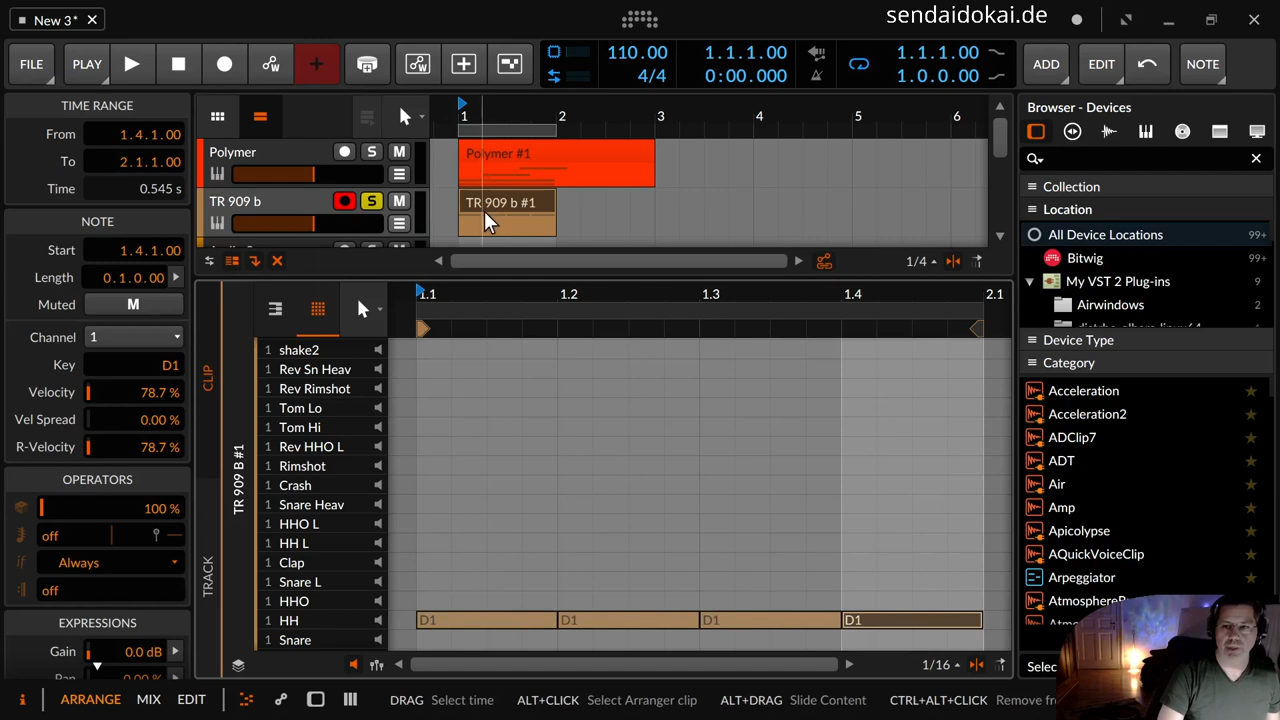 New 3*
sendaidokai.de
FILE
PLAY
110.00
4/4
1.1.1.00
0:00.000
1.1.1.00
1.0.0.00
ADD
EDIT
NOTE
TIME RANGE
From 1.4.1.00
To 2.1.1.00
Time 0.545 s
NOTE
Start 1.4.1.00
Length 0.1.0.00
Muted M
Channel 1
Key D1
Velocity 78.7 %
Vel Spread 0.00 %
R-Velocity 78.7 %
OPERATORS
100 %
off
Always
off
EXPRESSIONS
Gain 0.0 dB
1 2 3 4 5 6
Polymer S M
Polymer #1
TR 909 b S M
TR 909 b #1
1/4
CLIP
TRACK
TR 909 B #1
1.1 1.2 1.3 1.4 2.1
1 shake2
1 Rev Sn Heav
1 Rev Rimshot
1 Tom Lo
1 Tom Hi
1 Rev HHO L
1 Rimshot
1 Crash
1 Snare Heav
1 HHO L
1 HH L
1 Clap
1 Snare L
1 HHO
1 HH
1 Snare
D1 D1 D1 D1
1/16
Browser - Devices
Collection
Location
All Device Locations 99+
Bitwig 99+
My VST 2 Plug-ins 9
Airwindows 2
Device Type
Category
Acceleration
Acceleration2
ADClip7
ADT
Air
Amp
Apicolypse
AQuickVoiceClip
Arpeggiator
ARRANGE MIX EDIT
DRAG Select time
ALT+CLICK Select Arranger clip
ALT+DRAG Slide Content
CTRL+ALT+CLICK Remove